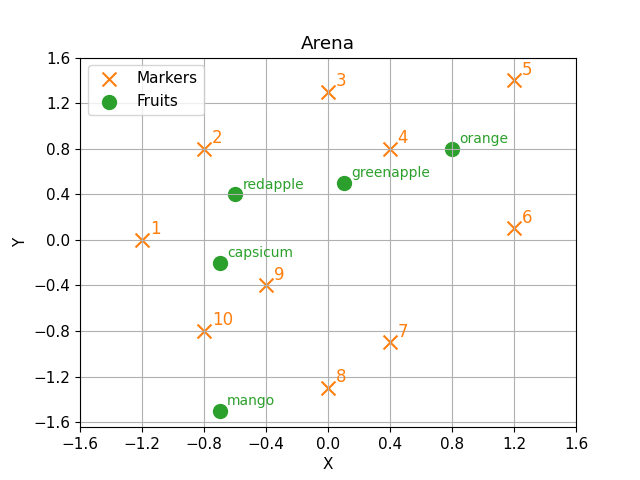 Arena
Markers
Fruits
1.6
1.2
0.8
0.4
0.0
−0.4
−0.8
−1.2
−1.6
Y
5
3
2
4
orange
greenapple
redapple
6
1
capsicum
9
10
7
8
mango
−1.6 −1.2 −0.8 −0.4 0.0 0.4 0.8 1.2 1.6
X